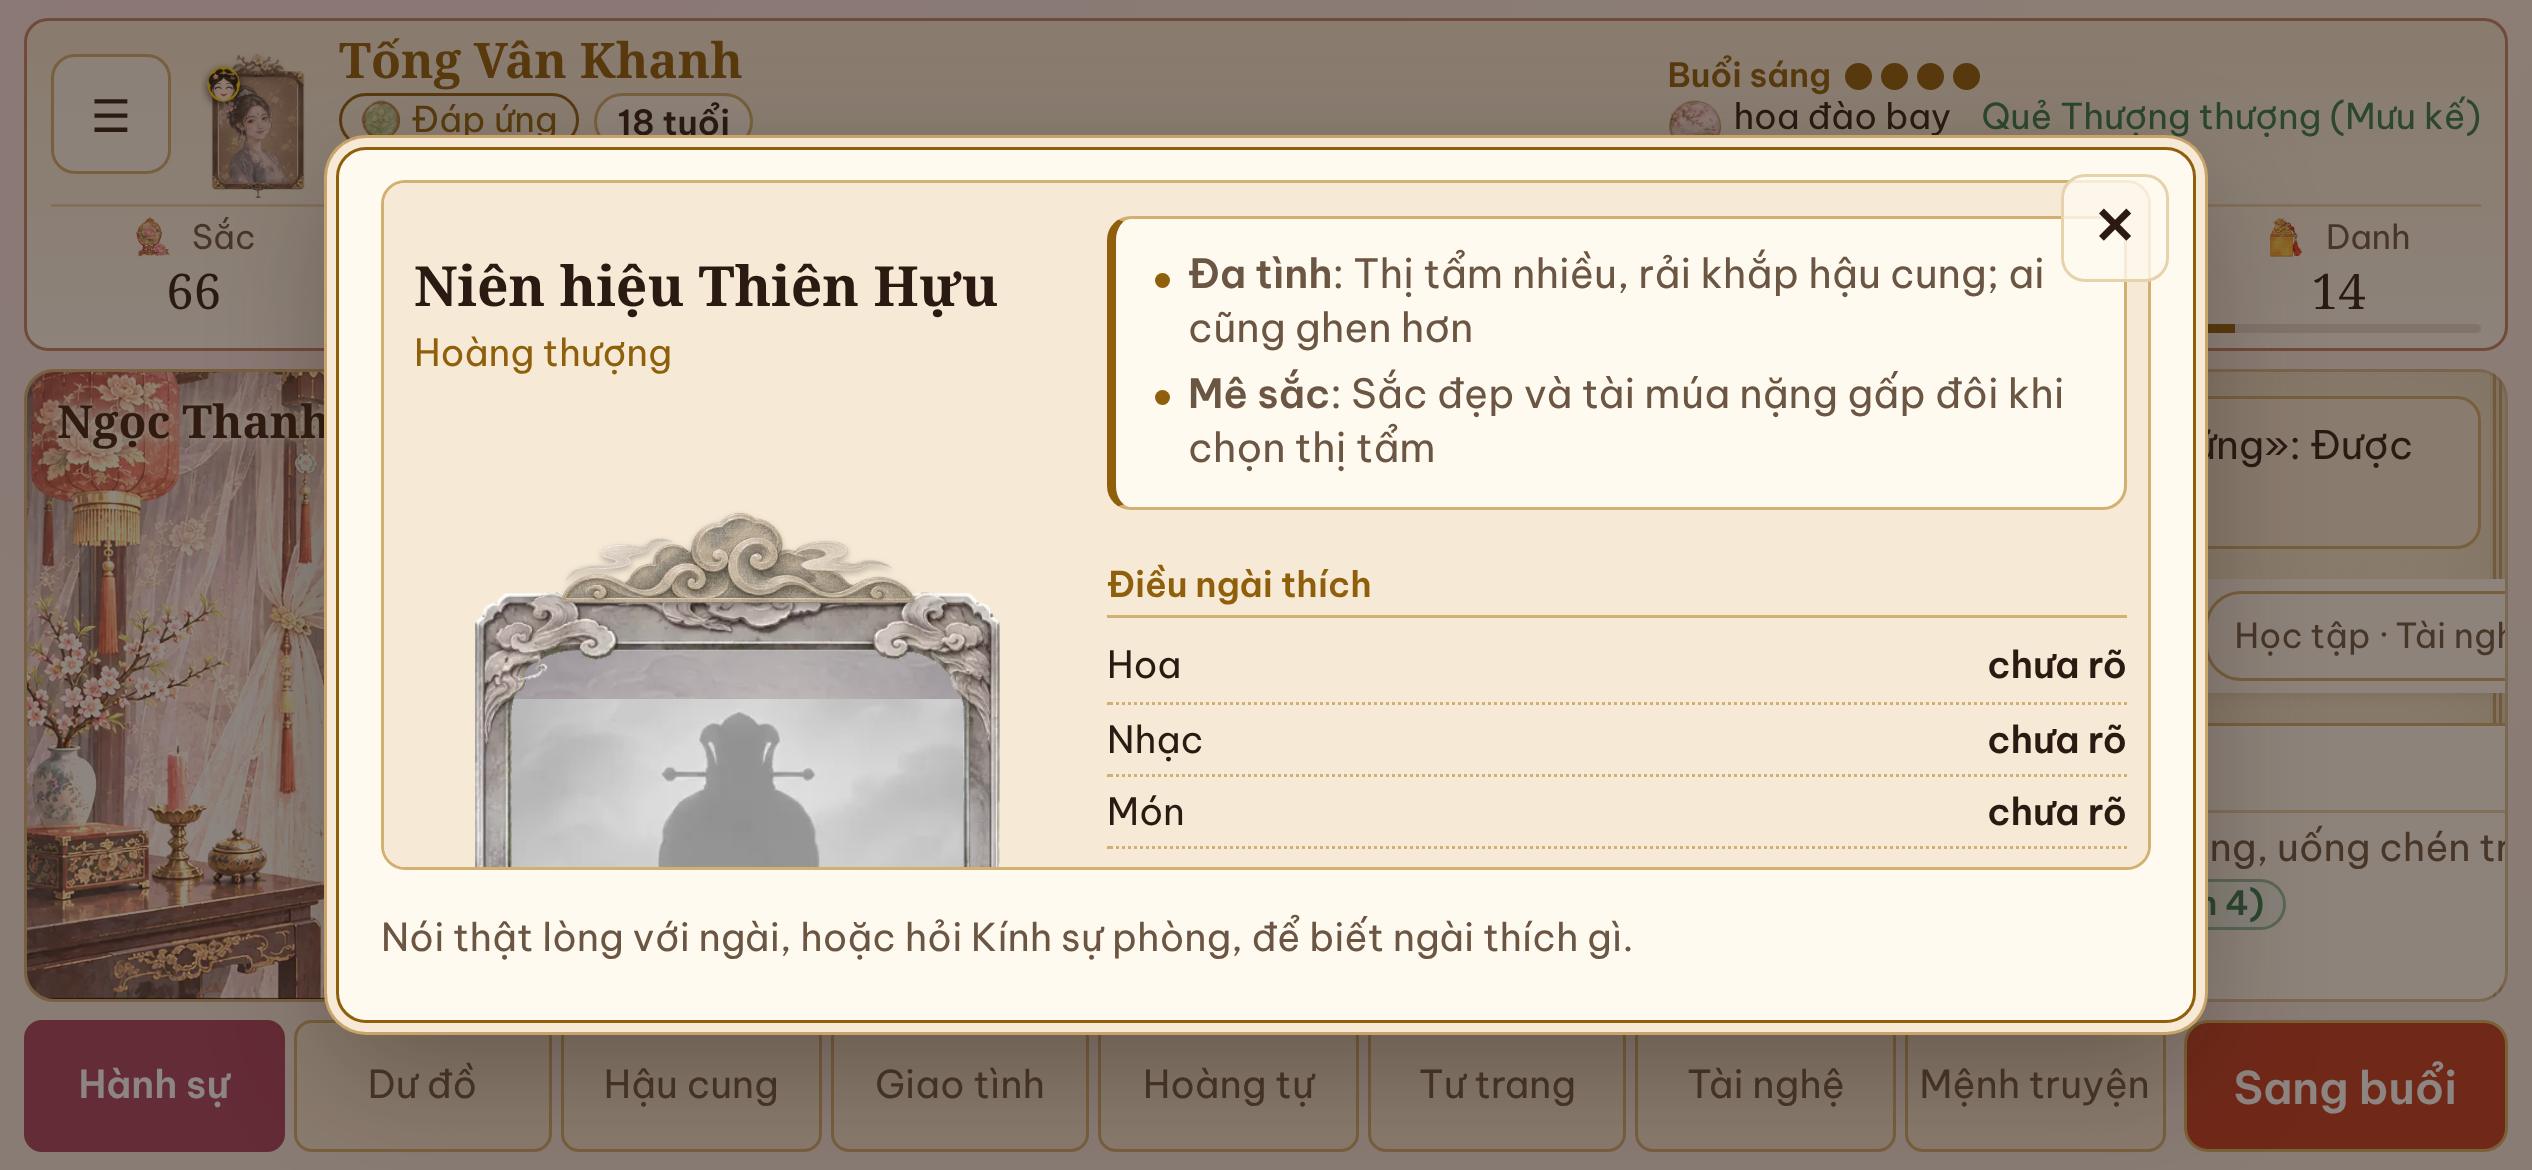 Tống Vân Khanh
Đáp ứng
18 tuổi
Buổi sáng
hoa đào bay
Quẻ Thượng thượng (Mưu kế)
Sắc
66
Danh
14
Ngọc Thanh
Niên hiệu Thiên Hựu
Hoàng thượng
Đa tình: Thị tẩm nhiều, rải khắp hậu cung; ai
cũng ghen hơn
Mê sắc: Sắc đẹp và tài múa nặng gấp đôi khi
chọn thị tẩm
Điều ngài thích
Hoa chưa rõ
Nhạc chưa rõ
Món chưa rõ
Nói thật lòng với ngài, hoặc hỏi Kính sự phòng, để biết ngài thích gì.
ứng»: Được
Học tập · Tài ngh
ng, uống chén tr
4)
Hành sự
Dư đồ
Hậu cung
Giao tình
Hoàng tự
Tư trang
Tài nghệ
Mệnh truyện
Sang buổi